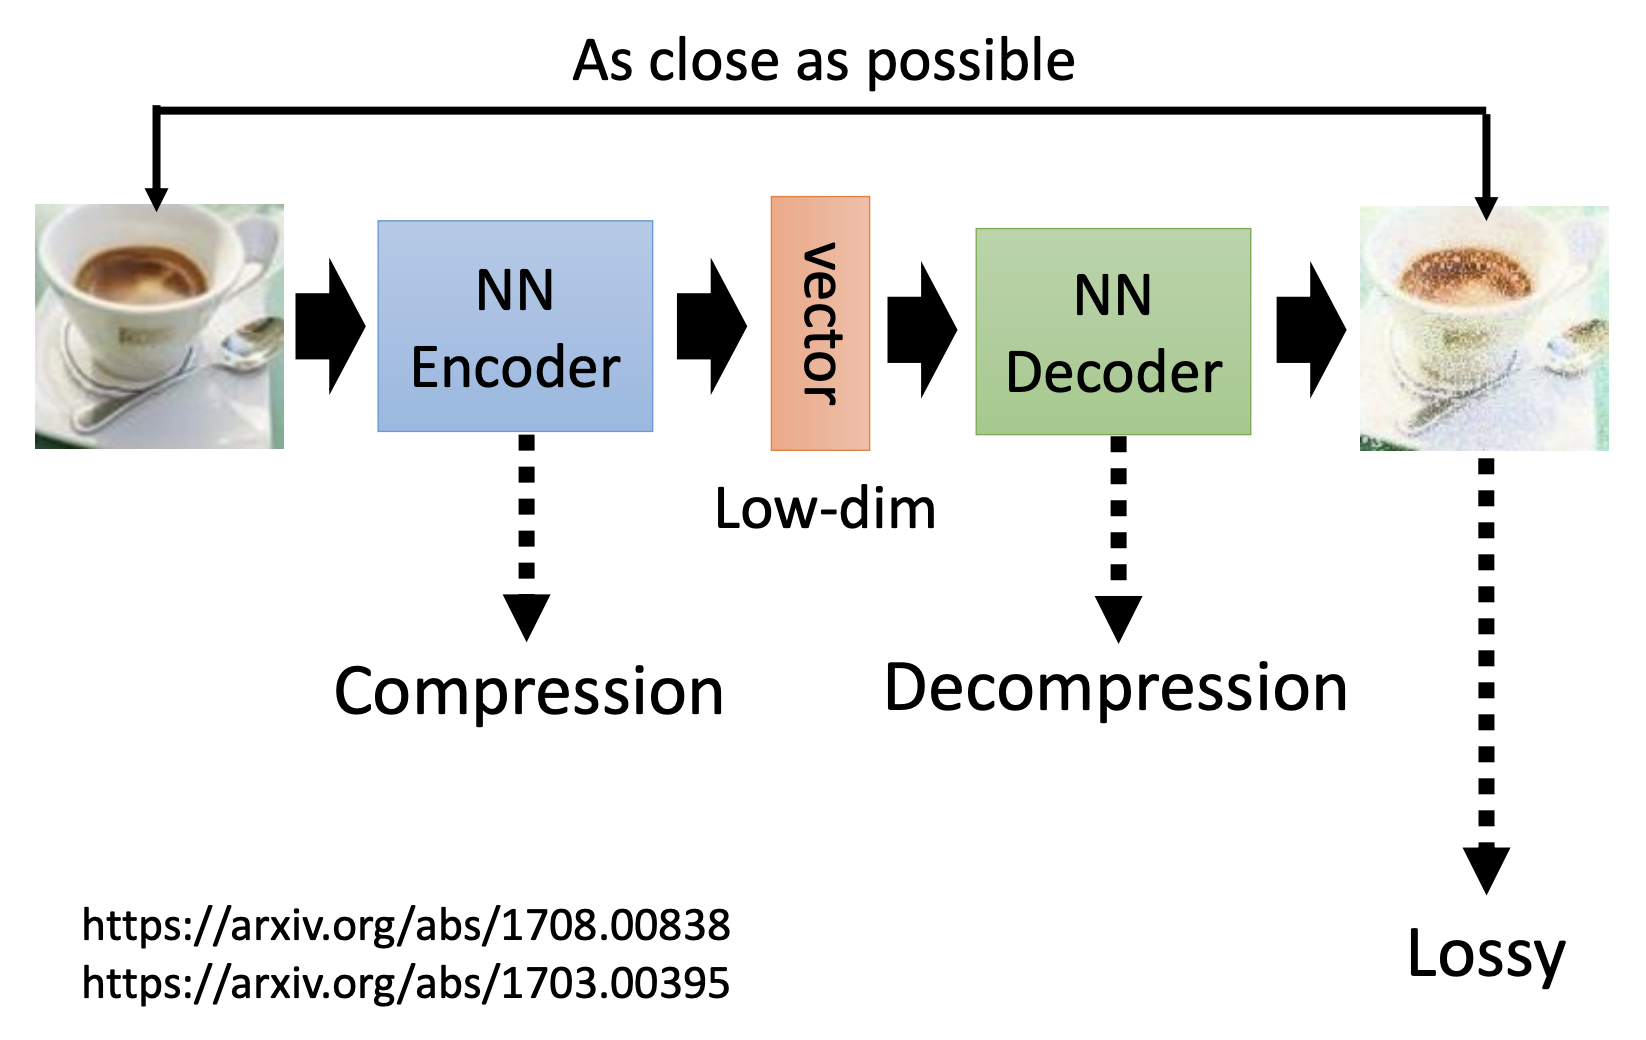 As close as possible
NN
Encoder
vector
NN
Decoder
Low-dim
Compression
Decompression
https://arxiv.org/abs/1708.00838
https://arxiv.org/abs/1703.00395
Lossy